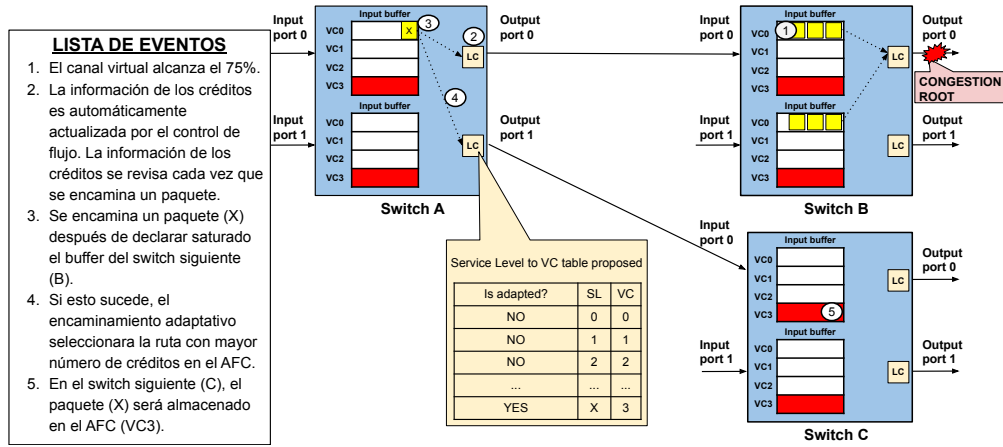 LISTA DE EVENTOS
1. El canal virtual alcanza el 75%.
2. La información de los créditos
es automáticamente
actualizada por el control de
flujo. La información de los
créditos se revisa cada vez que
se encamina un paquete.
3. Se encamina un paquete (X)
después de declarar saturado
el buffer del switch siguiente
(B).
4. Si esto sucede, el
encaminamiento adaptativo
seleccionara la ruta con mayor
número de créditos en el AFC.
5. En el switch siguiente (C), el
paquete (X) será almacenado
en el AFC (VC3).
Input
port 0
Input
port 1
Input buffer
VC0
X
VC1
VC2
VC3
Input buffer
VC0
VC1
VC2
VC3
3
2
LC
4
LC
Switch A
Output
port 0
Output
port 1
Service Level to VC table proposed
Is adapted? SL VC
NO 0 0
NO 1 1
NO 2 2
... ... ...
YES X 3
Input
port 0
Input
port 1
Input buffer
VC0
1
VC1
VC2
VC3
Input buffer
VC0
VC1
VC2
VC3
LC
LC
Switch B
Output
port 0
CONGESTION
ROOT
Output
port 1
Input
port 0
Input
port 1
Input buffer
VC0
VC1
VC2
VC3
5
Input buffer
VC0
VC1
VC2
VC3
LC
LC
Switch C
Output
port 0
Output
port 1